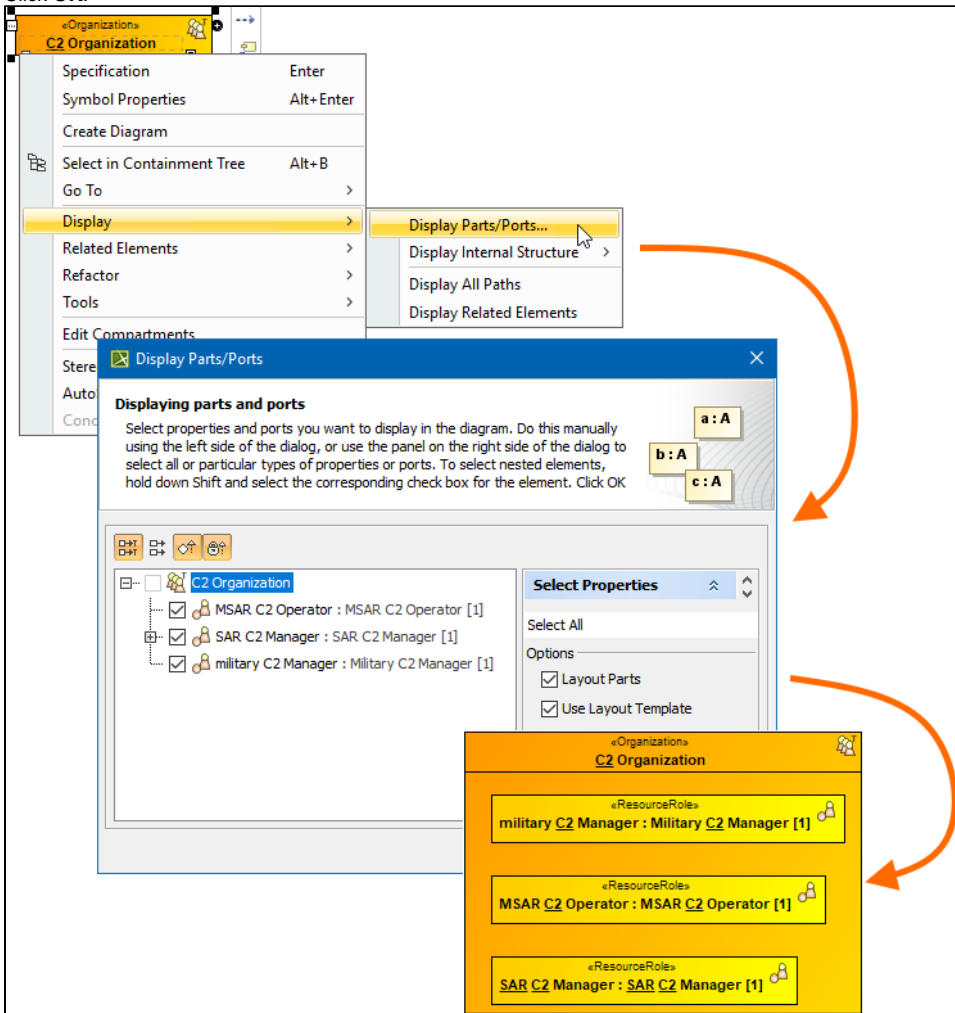 «Organization»
C2 Organization
Specification Enter
Symbol Properties Alt+Enter
Create Diagram
Select in Containment Tree Alt+B
Go To >
Display >
Related Elements >
Refactor >
Tools >
Edit Compartments
Stere
Auto
Conc
Display Parts/Ports...
Display Internal Structure >
Display All Paths
Display Related Elements
Display Parts/Ports
Displaying parts and ports
Select properties and ports you want to display in the diagram. Do this manually
using the left side of the dialog, or use the panel on the right side of the dialog to
select all or particular types of properties or ports. To select nested elements,
hold down Shift and select the corresponding check box for the element. Click OK
a : A
b : A
c : A
C2 Organization
MSAR C2 Operator : MSAR C2 Operator [1]
SAR C2 Manager : SAR C2 Manager [1]
military C2 Manager : Military C2 Manager [1]
Select Properties
Select All
Options
Layout Parts
Use Layout Template
«Organization»
C2 Organization
«ResourceRole»
military C2 Manager : Military C2 Manager [1]
«ResourceRole»
MSAR C2 Operator : MSAR C2 Operator [1]
«ResourceRole»
SAR C2 Manager : SAR C2 Manager [1]